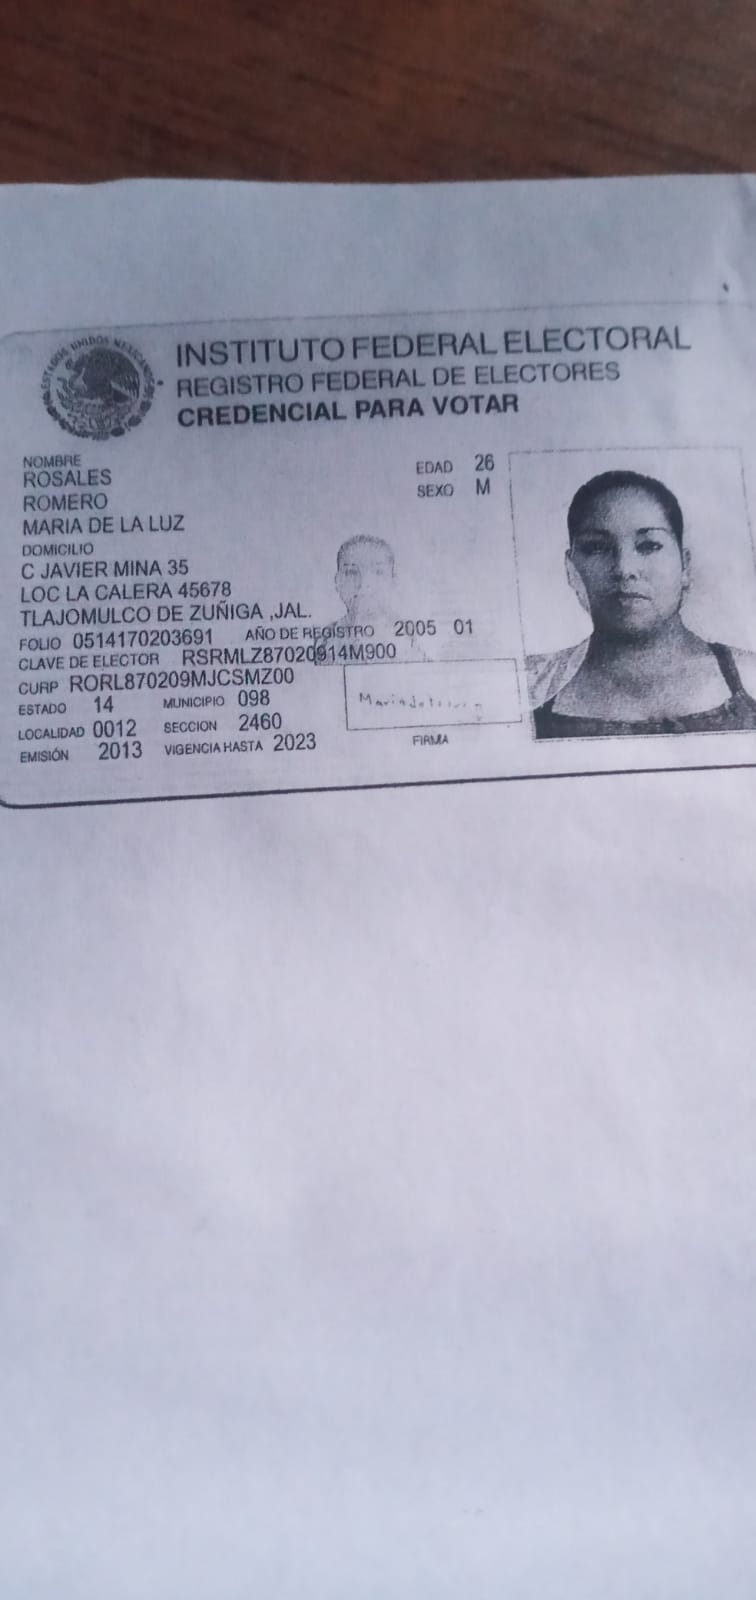 ESTADOS UNIDOS MEXICANOS
INSTITUTO FEDERAL ELECTORAL
REGISTRO FEDERAL DE ELECTORES
CREDENCIAL PARA VOTAR
NOMBRE
ROSALES
ROMERO
MARIA DE LA LUZ
EDAD 26
SEXO M
DOMICILIO
C JAVIER MINA 35
LOC LA CALERA 45678
TLAJOMULCO DE ZUÑIGA ,JAL.
FOLIO 0514170203691 AÑO DE REGISTRO 2005 01
CLAVE DE ELECTOR RSRMLZ87020914M900
CURP RORL870209MJCSMZ00
ESTADO 14 MUNICIPIO 098
LOCALIDAD 0012 SECCION 2460
EMISIÓN 2013 VIGENCIA HASTA 2023
FIRMA